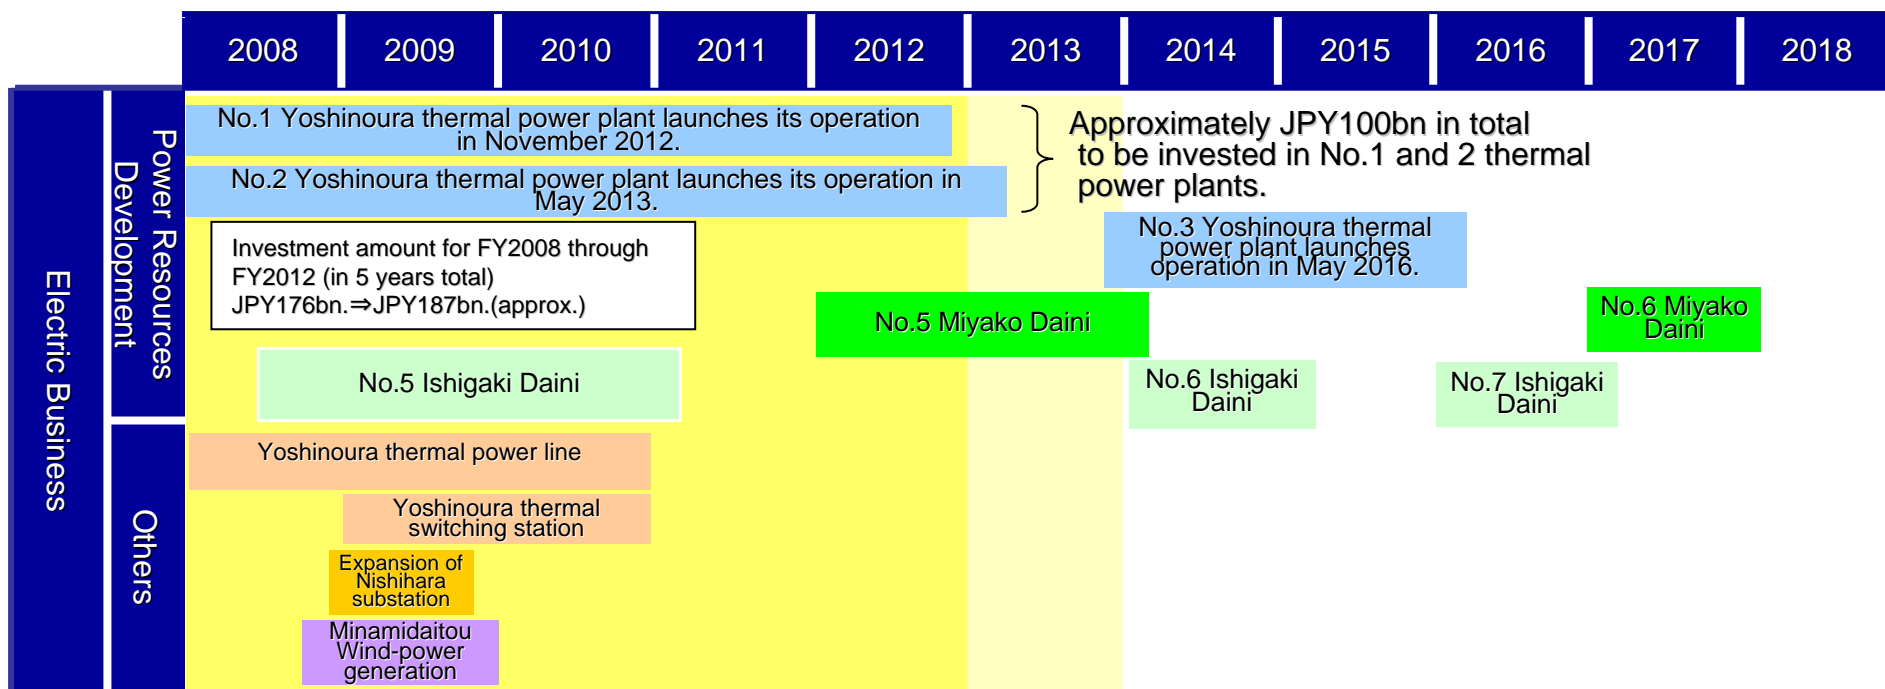 2008 2009 2010 2011 2012 2013 2014 2015 2016 2017 2018
Electric Business
Power Resources
Development
No.1 Yoshinoura thermal power plant launches its operation
in November 2012.
No.2 Yoshinoura thermal power plant launches its operation in
May 2013.
Approximately JPY100bn in total
to be invested in No.1 and 2 thermal
power plants.
No.3 Yoshinoura thermal
power plant launches
operation in May 2016.
Investment amount for FY2008 through
FY2012 (in 5 years total)
JPY176bn.⇒JPY187bn.(approx.)
No.5 Miyako Daini
No.6 Miyako
Daini
No.5 Ishigaki Daini
No.6 Ishigaki
Daini
No.7 Ishigaki
Daini
Others
Yoshinoura thermal power line
Yoshinoura thermal
switching station
Expansion of
Nishihara
substation
Minamidaitou
Wind-power
generation